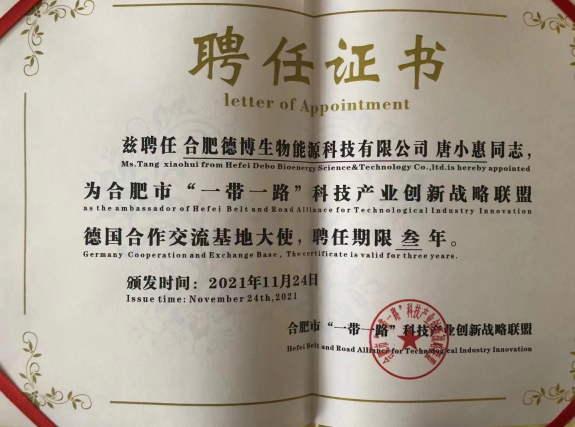 聘任证书
letter of Appointment
兹聘任 合肥德博生物能源科技有限公司 唐小惠同志，
Ms.Tang xiaohui from Hefei Debo Bioenergy Science&Technology Co.,ltd.is hereby appointed
为合肥市“一带一路”科技产业创新战略联盟
as the ambassador of Hefei Belt and Road Alliance for Technological Industry Innovation
德国合作交流基地大使，聘任期限 叁 年。
Germany Cooperation and Exchange Base, The certificate is valid for three years.
颁发时间：2021年11月24日
Issue time: November 24th,2021
合肥市“一带一路”科技产业创新战略联盟
Hefei Belt and Road Alliance for Technological Industry Innovation